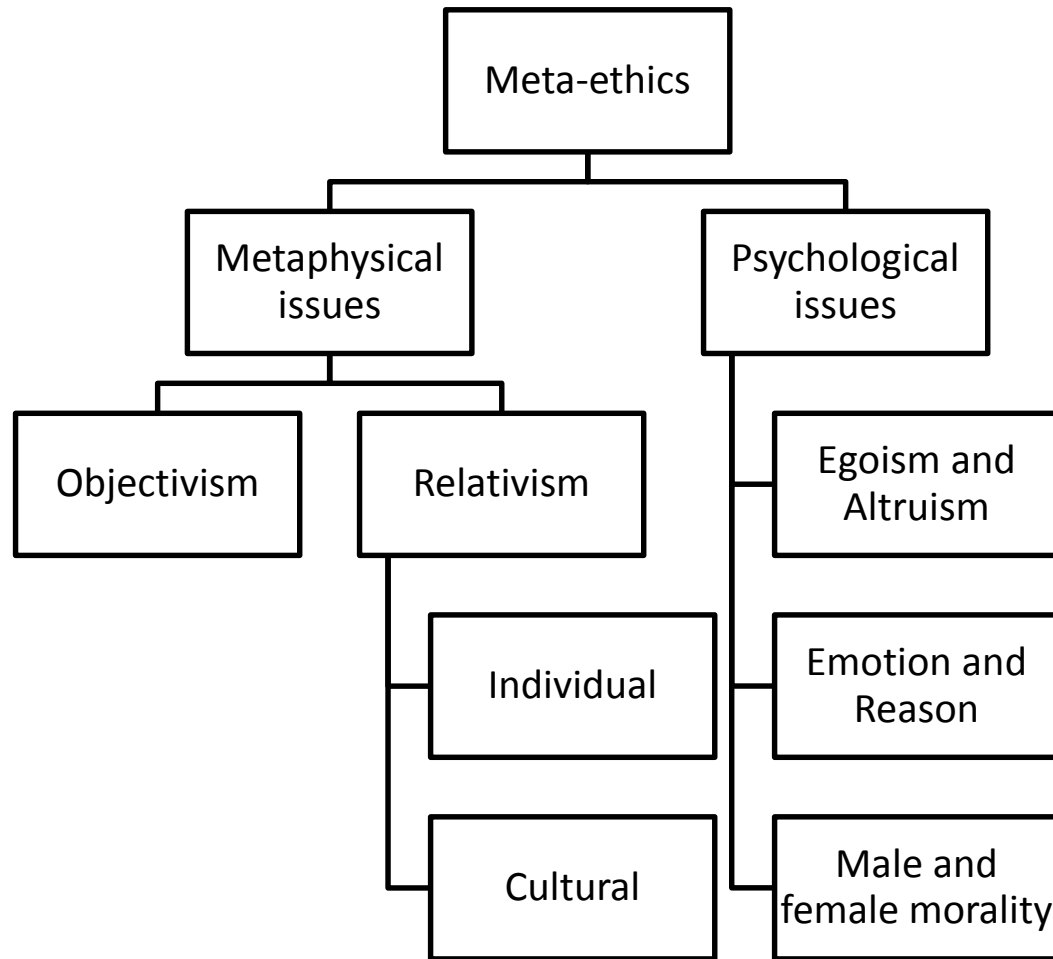 Meta-ethics
Metaphysical
issues
Psychological
issues
Objectivism
Relativism
Egoism and
Altruism
Individual
Emotion and
Reason
Cultural
Male and
female morality